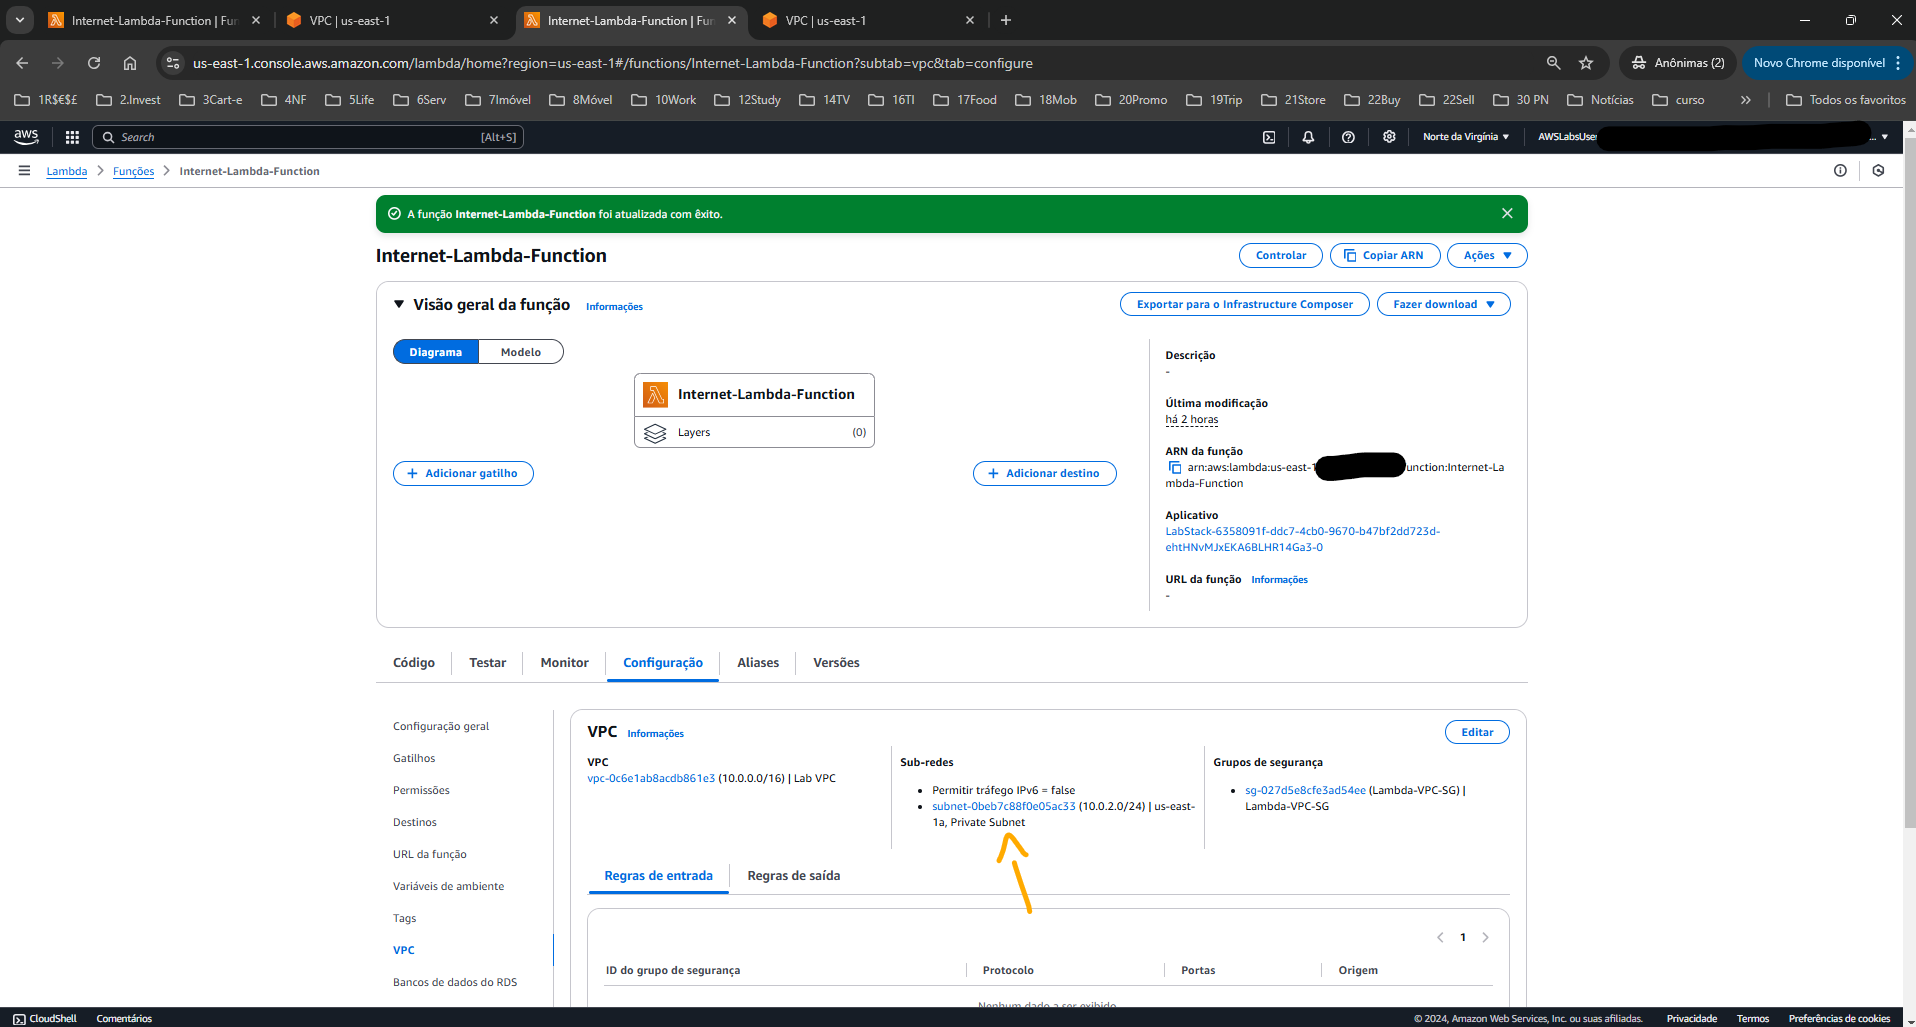 Internet-Lambda-Function | Fun
VPC | us-east-1
Internet-Lambda-Function | Fun
VPC | us-east-1
us-east-1.console.aws.amazon.com/lambda/home?region=us-east-1#/functions/Internet-Lambda-Function?subtab=vpc&tab=configure
Anônimas (2)
Novo Chrome disponível
1R$€$£ 2.Invest 3Cart-e 4NF 5Life 6Serv 7Imóvel 8Móvel 10Work 12Study 14TV 16TI 17Food 18Mob 20Promo 19Trip 21Store 22Buy 22Sell 30 PN Notícias curso » Todos os favoritos
aws Search [Alt+S] Norte da Virgínia AWSLabsUser ...
Lambda Funções Internet-Lambda-Function
A função Internet-Lambda-Function foi atualizada com êxito.
Internet-Lambda-Function
Controlar Copiar ARN Ações
Visão geral da função Informações
Exportar para o Infrastructure Composer Fazer download
Diagrama Modelo
Internet-Lambda-Function
Layers (0)
+ Adicionar gatilho
+ Adicionar destino
Descrição
-
Última modificação
há 2 horas
ARN da função
arn:aws:lambda:us-east-1 unction:Internet-La
mbda-Function
Aplicativo
LabStack-6358091f-ddc7-4cb0-9670-b47bf2dd723d-
ehtHNvMJxEKA6BLHR14Ga3-0
URL da função Informações
-
Código Testar Monitor Configuração Aliases Versões
Configuração geral
Gatilhos
Permissões
Destinos
URL da função
Variáveis de ambiente
Tags
VPC
Bancos de dados do RDS
VPC Informações
Editar
VPC
vpc-0c6e1ab8acdb861e3 (10.0.0.0/16) | Lab VPC
Sub-redes
• Permitir tráfego IPv6 = false
• subnet-0beb7c88f0e05ac33 (10.0.2.0/24) | us-east-
1a, Private Subnet
Grupos de segurança
• sg-027d5e8cfe3ad54ee (Lambda-VPC-SG) |
Lambda-VPC-SG
Regras de entrada Regras de saída
1
ID do grupo de segurança Protocolo Portas Origem
Nenhum dado a ser exibido
CloudShell Comentários © 2024, Amazon Web Services, Inc. ou suas afiliadas. Privacidade Termos Preferências de cookies